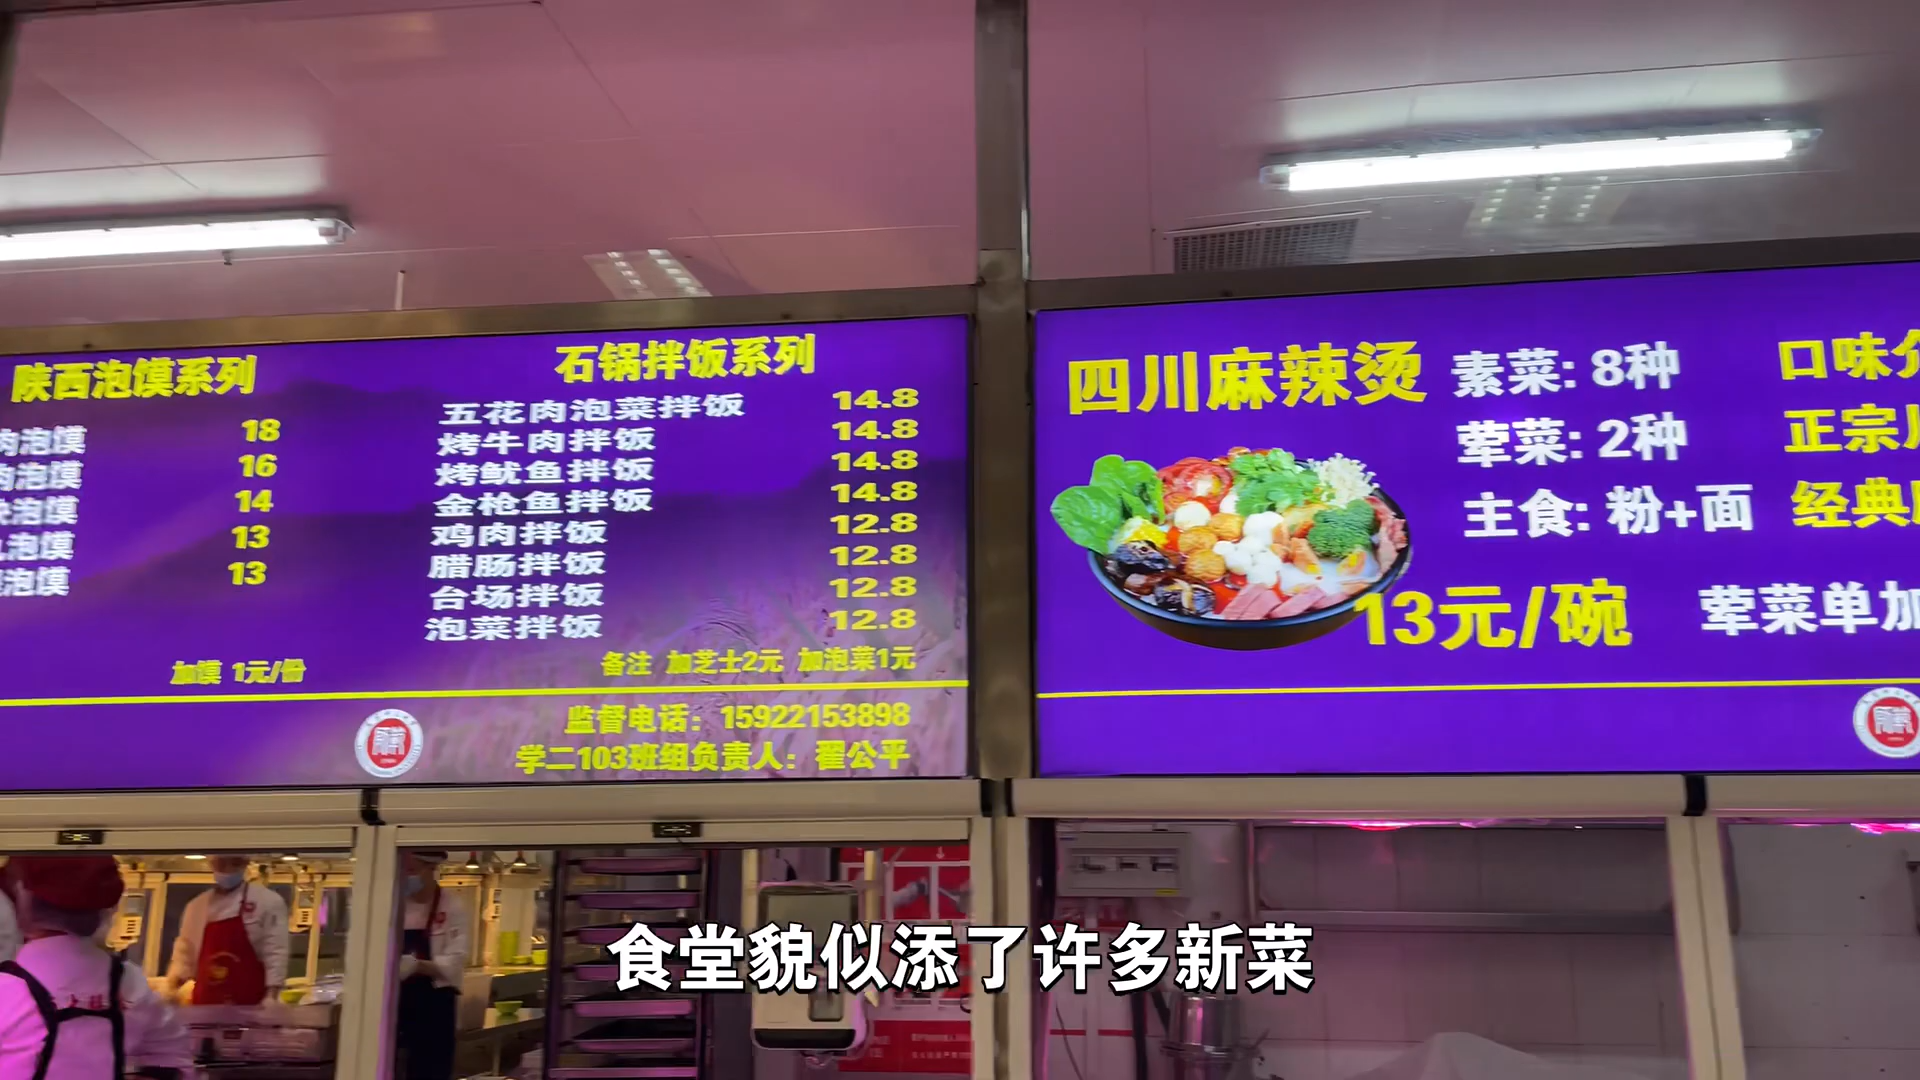 陕西泡馍系列
肉泡馍 18
肉泡馍 16
泡馍 14
泡馍 13
泡馍 13
加馍 1元/份
石锅拌饭系列
五花肉泡菜拌饭 14.8
烤牛肉拌饭 14.8
烤鱿鱼拌饭 14.8
金枪鱼拌饭 14.8
鸡肉拌饭 12.8
腊肠拌饭 12.8
台场拌饭 12.8
泡菜拌饭 12.8
备注 加芝士2元 加泡菜1元
监督电话：15922153898
学二103班组负责人：翟公平
四川麻辣烫
素菜: 8种
荤菜: 2种
主食: 粉+面
13元/碗
口味
正宗
经典
荤菜单加
食堂貌似添了许多新菜